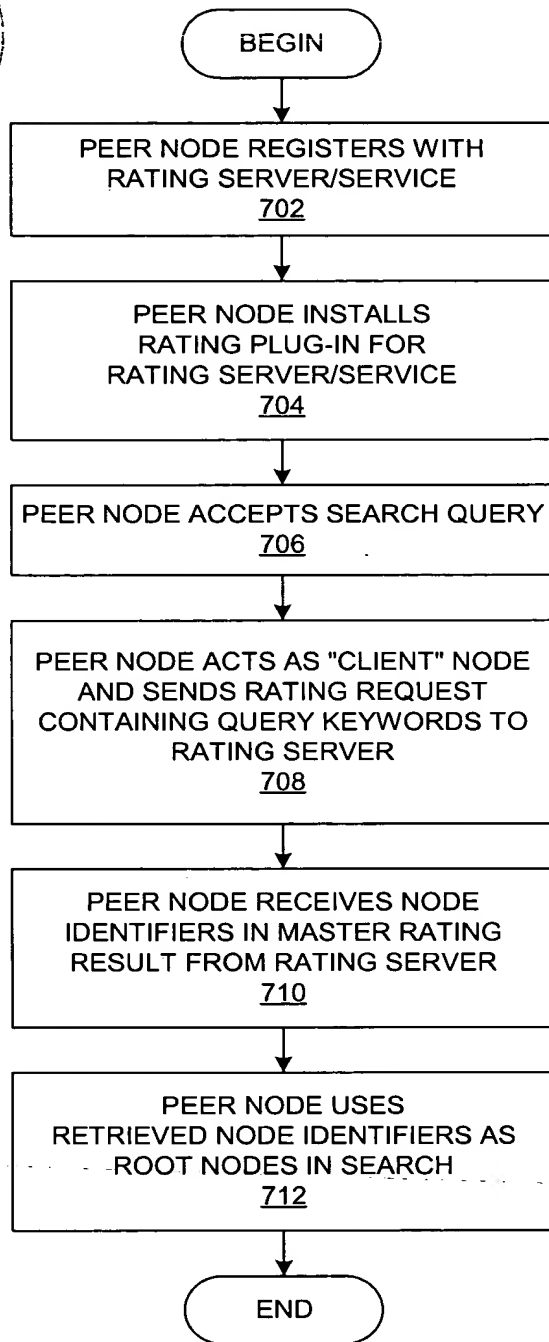 BEGIN
PEER NODE REGISTERS WITH
RATING SERVER/SERVICE
702
PEER NODE INSTALLS
RATING PLUG-IN FOR
RATING SERVER/SERVICE
704
PEER NODE ACCEPTS SEARCH QUERY
706
PEER NODE ACTS AS "CLIENT" NODE
AND SENDS RATING REQUEST
CONTAINING QUERY KEYWORDS TO
RATING SERVER
708
PEER NODE RECEIVES NODE
IDENTIFIERS IN MASTER RATING
RESULT FROM RATING SERVER
710
PEER NODE USES
RETRIEVED NODE IDENTIFIERS AS
ROOT NODES IN SEARCH
712
END